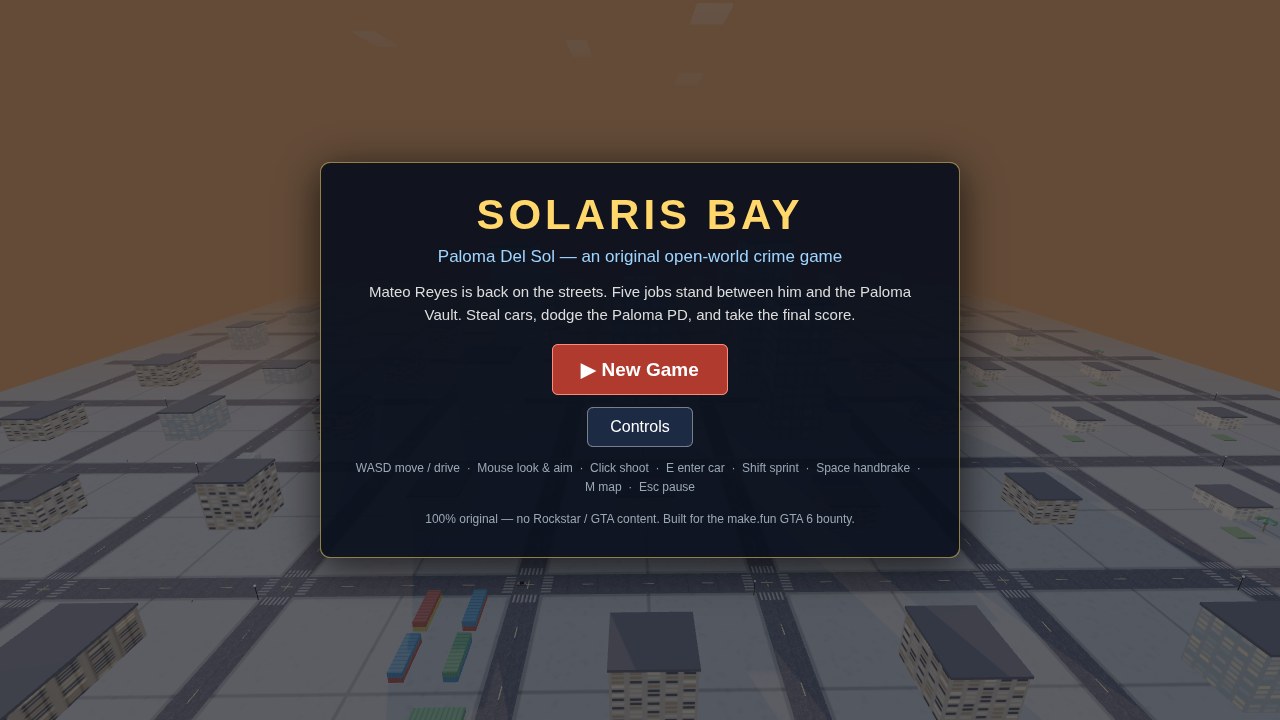 SOLARIS BAY
Paloma Del Sol — an original open-world crime game
Mateo Reyes is back on the streets. Five jobs stand between him and the Paloma
Vault. Steal cars, dodge the Paloma PD, and take the final score.
▶ New Game
Controls
WASD move / drive · Mouse look & aim · Click shoot · E enter car · Shift sprint · Space handbrake ·
M map · Esc pause
100% original — no Rockstar / GTA content. Built for the make.fun GTA 6 bounty.